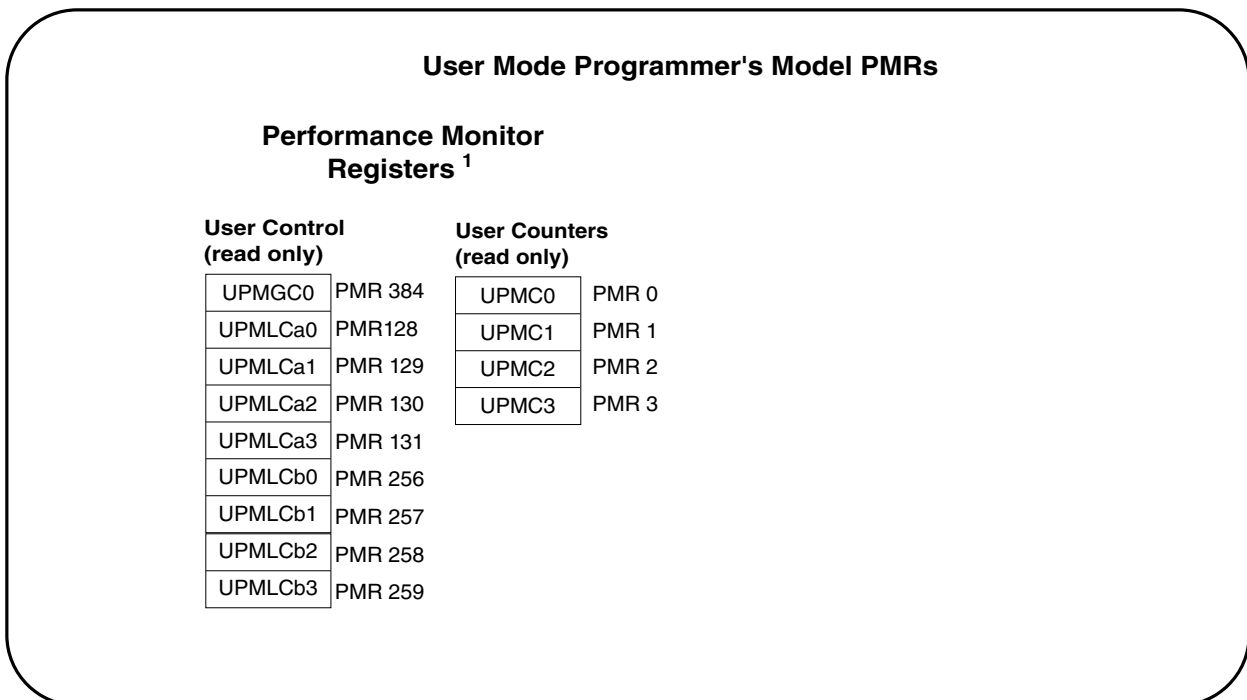 User Mode Programmer's Model PMRs
Performance Monitor
Registers 1
User Control
(read only)
UPMGC0 PMR 384
UPMLCa0 PMR128
UPMLCa1 PMR 129
UPMLCa2 PMR 130
UPMLCa3 PMR 131
UPMLCb0 PMR 256
UPMLCb1 PMR 257
UPMLCb2 PMR 258
UPMLCb3 PMR 259
User Counters
(read only)
UPMC0 PMR 0
UPMC1 PMR 1
UPMC2 PMR 2
UPMC3 PMR 3